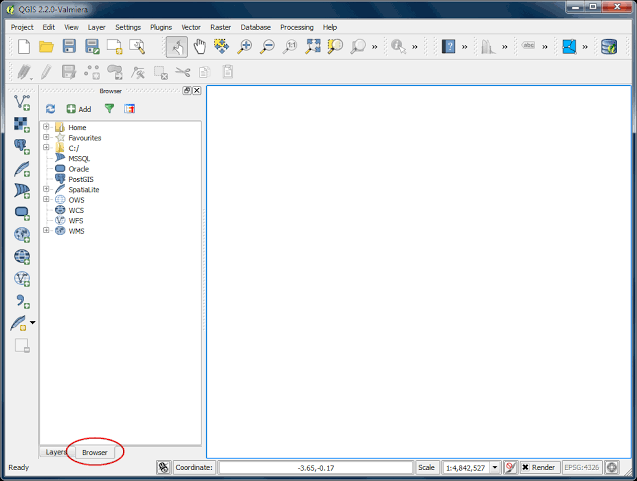 QGIS 2.2.0-Valmiera
Project Edit View Layer Settings Plugins Vector Raster Database Processing Help
Browser
Add
Home
Favourites
C:/
MSSQL
Oracle
PostGIS
SpatiaLite
OWS
WCS
WFS
WMS
Layers Browser
Ready Coordinate: -3.65,-0.17 Scale 1:4,842,527 Render EPSG:4326